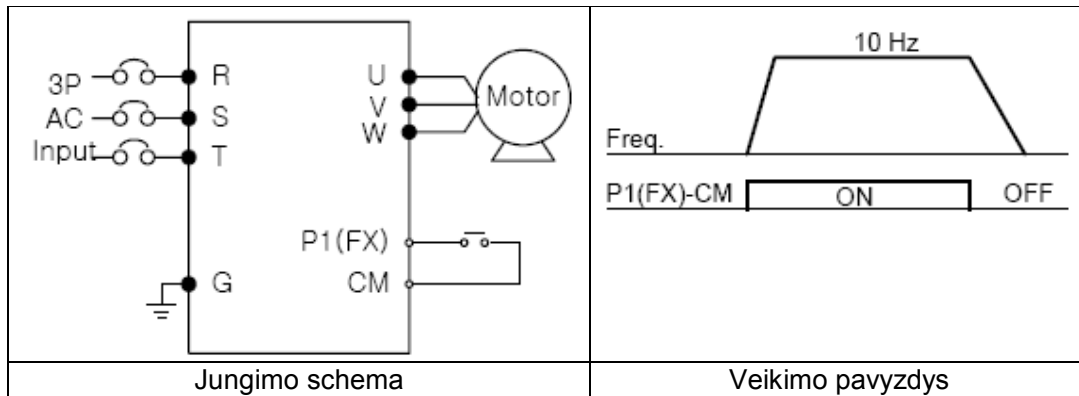 3P
AC
Input
R
S
T
G
U
V
W
Motor
P1(FX)
CM
10 Hz
Freq.
P1(FX)-CM ON OFF
Jungimo schema
Veikimo pavyzdys